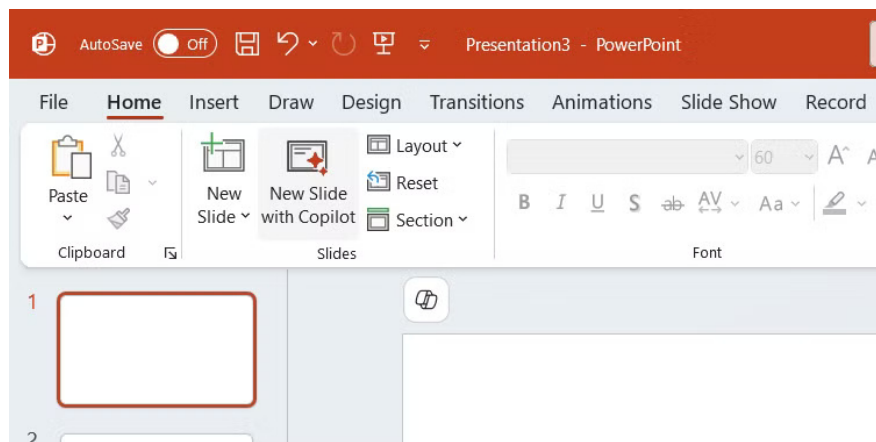 AutoSave Off Presentation3 - PowerPoint
File Home Insert Draw Design Transitions Animations Slide Show Record
Paste
Clipboard
New
Slide
New Slide
with Copilot
Layout
Reset
Section
Slides
60
A A
B I U S ab AV Aa
Font
1
2